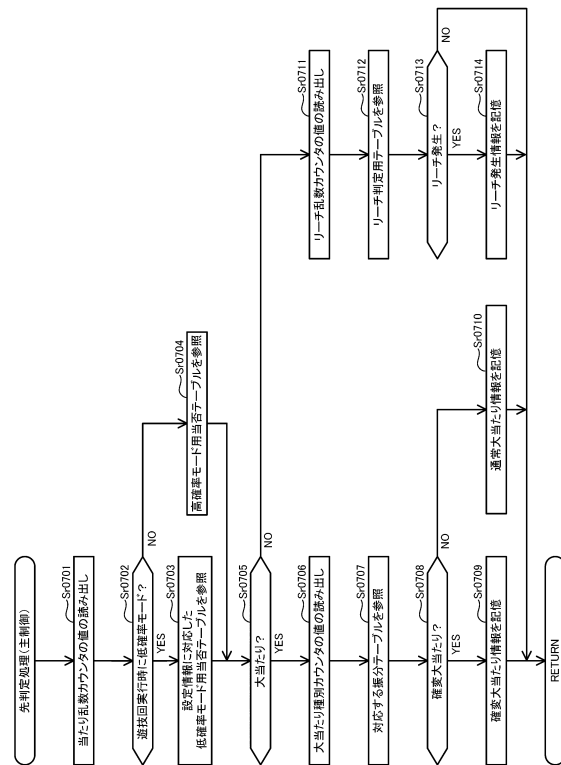 先判定処理(主制御)
Sr0701
当たり乱数カウンタの値の読み出し
Sr0702
遊技回実行時に低確率モード?
NO
YES
Sr0703
設定情報に対応した
低確率モード用当否テーブルを参照
Sr0704
高確率モード用当否テーブルを参照
Sr0705
大当たり?
NO
YES
Sr0706
大当たり種別カウンタの値の読み出し
Sr0707
対応する振分テーブルを参照
Sr0708
確変大当たり?
NO
YES
Sr0709
確変大当たり情報を記憶
Sr0710
通常大当たり情報を記憶
Sr0711
リーチ乱数カウンタの値の読み出し
Sr0712
リーチ判定用テーブルを参照
Sr0713
リーチ発生?
NO
YES
Sr0714
リーチ発生情報を記憶
RETURN